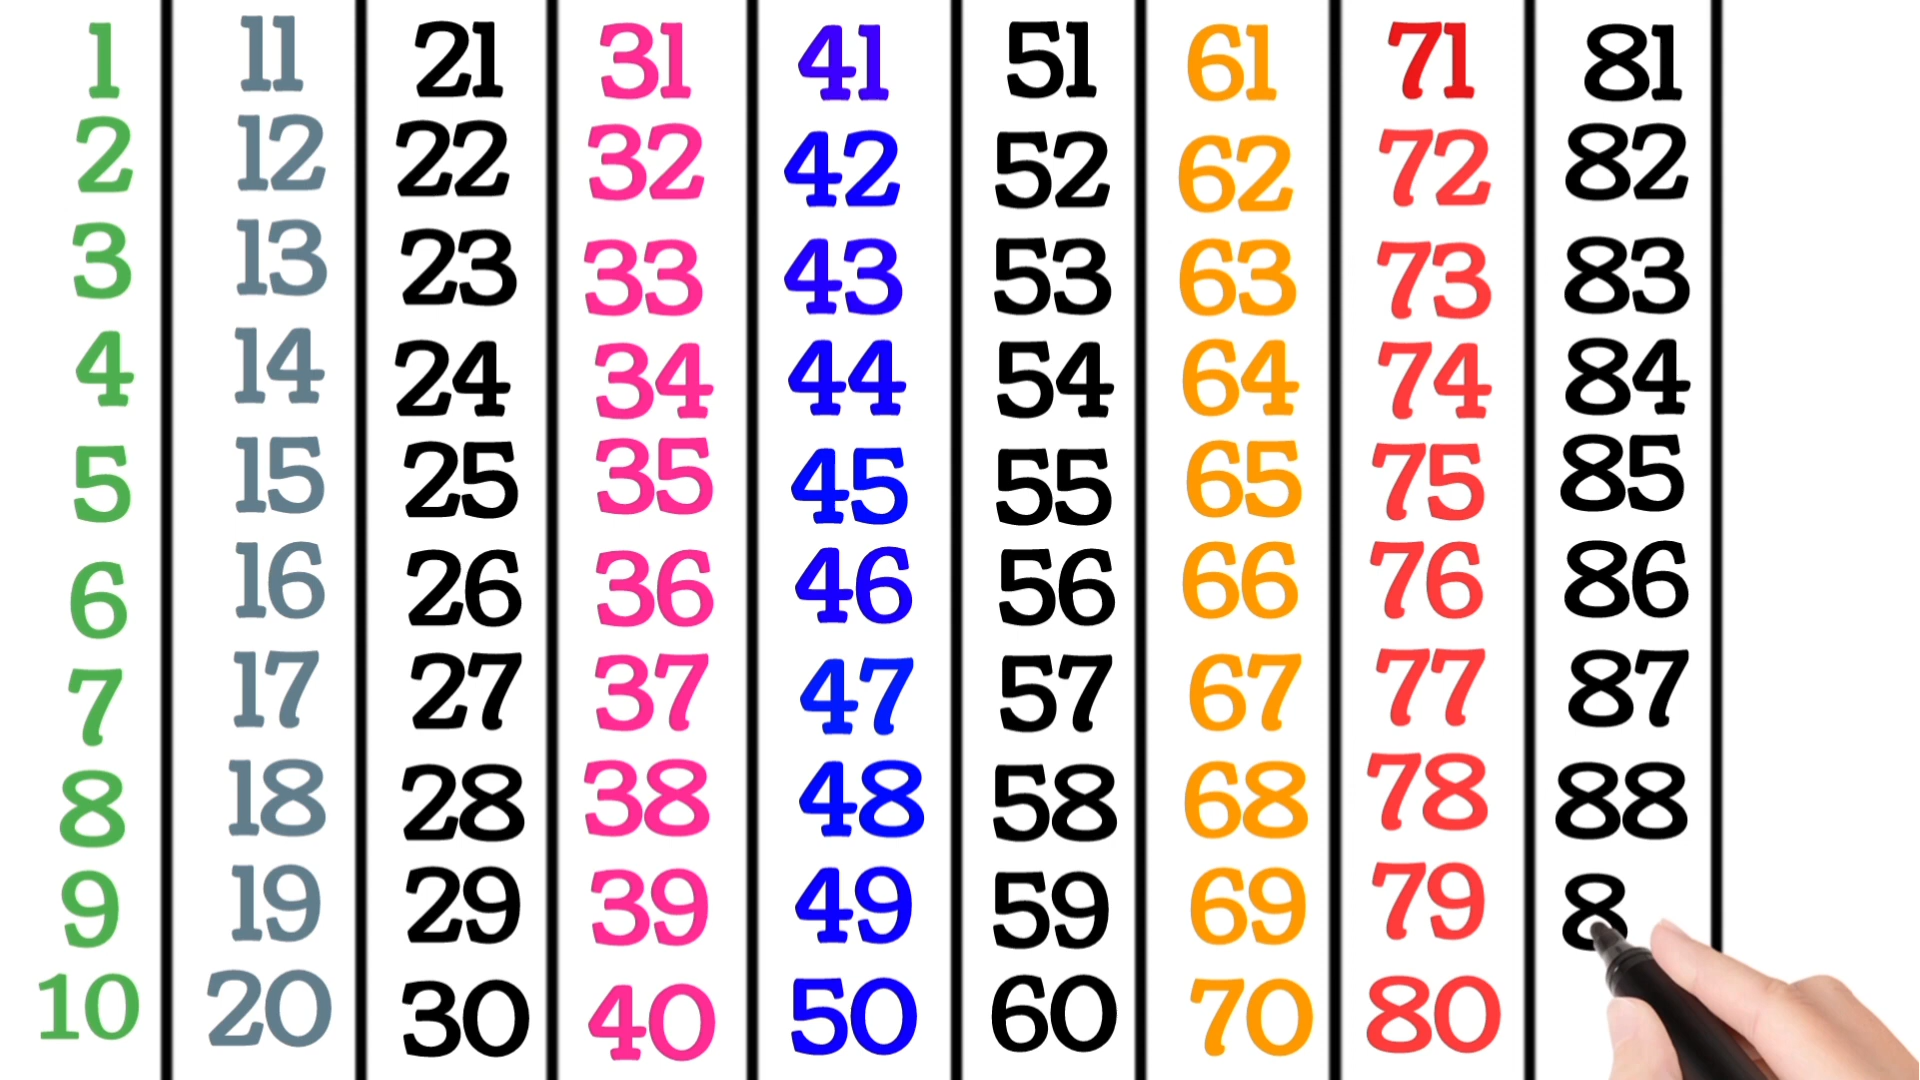 1 11 21 31 41 51 61 71 81
2 12 22 32 42 52 62 72 82
3 13 23 33 43 53 63 73 83
4 14 24 34 44 54 64 74 84
5 15 25 35 45 55 65 75 85
6 16 26 36 46 56 66 76 86
7 17 27 37 47 57 67 77 87
8 18 28 38 48 58 68 78 88
9 19 29 39 49 59 69 79 8
10 20 30 40 50 60 70 80